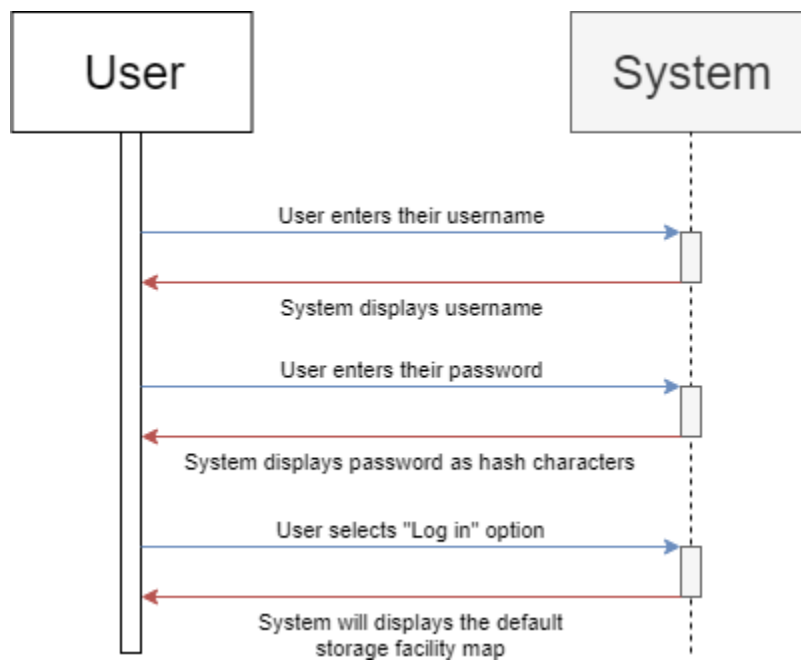 User
System
User enters their username
System displays username
User enters their password
System displays password as hash characters
User selects "Log in" option
System will displays the default
storage facility map